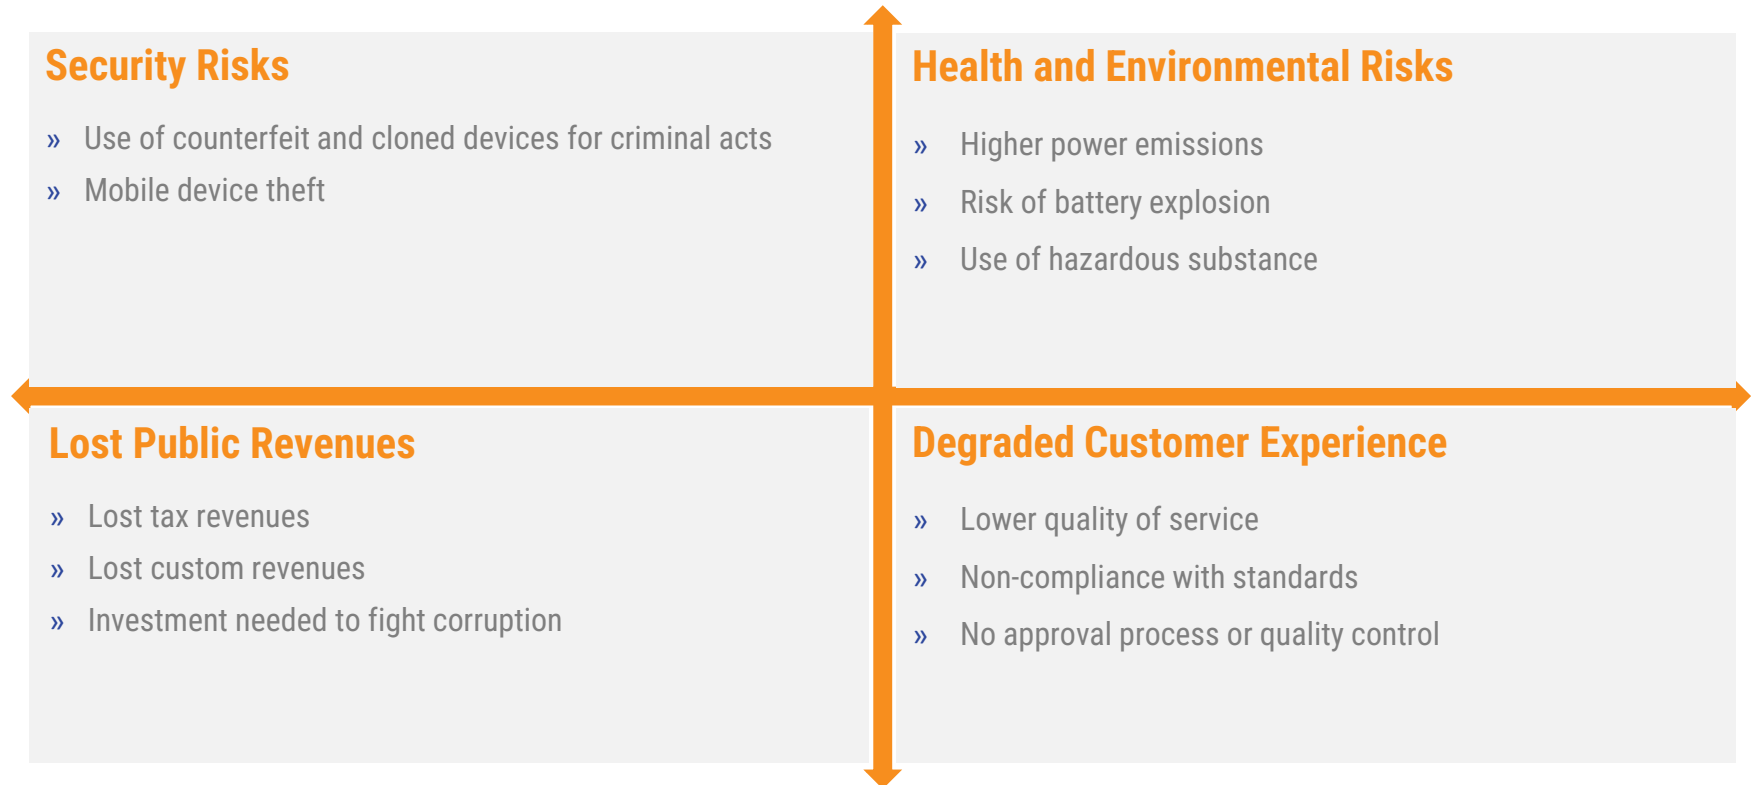 Security Risks
» Use of counterfeit and cloned devices for criminal acts
» Mobile device theft
Health and Environmental Risks
» Higher power emissions
» Risk of battery explosion
» Use of hazardous substance
Lost Public Revenues
» Lost tax revenues
» Lost custom revenues
» Investment needed to fight corruption
Degraded Customer Experience
» Lower quality of service
» Non-compliance with standards
» No approval process or quality control